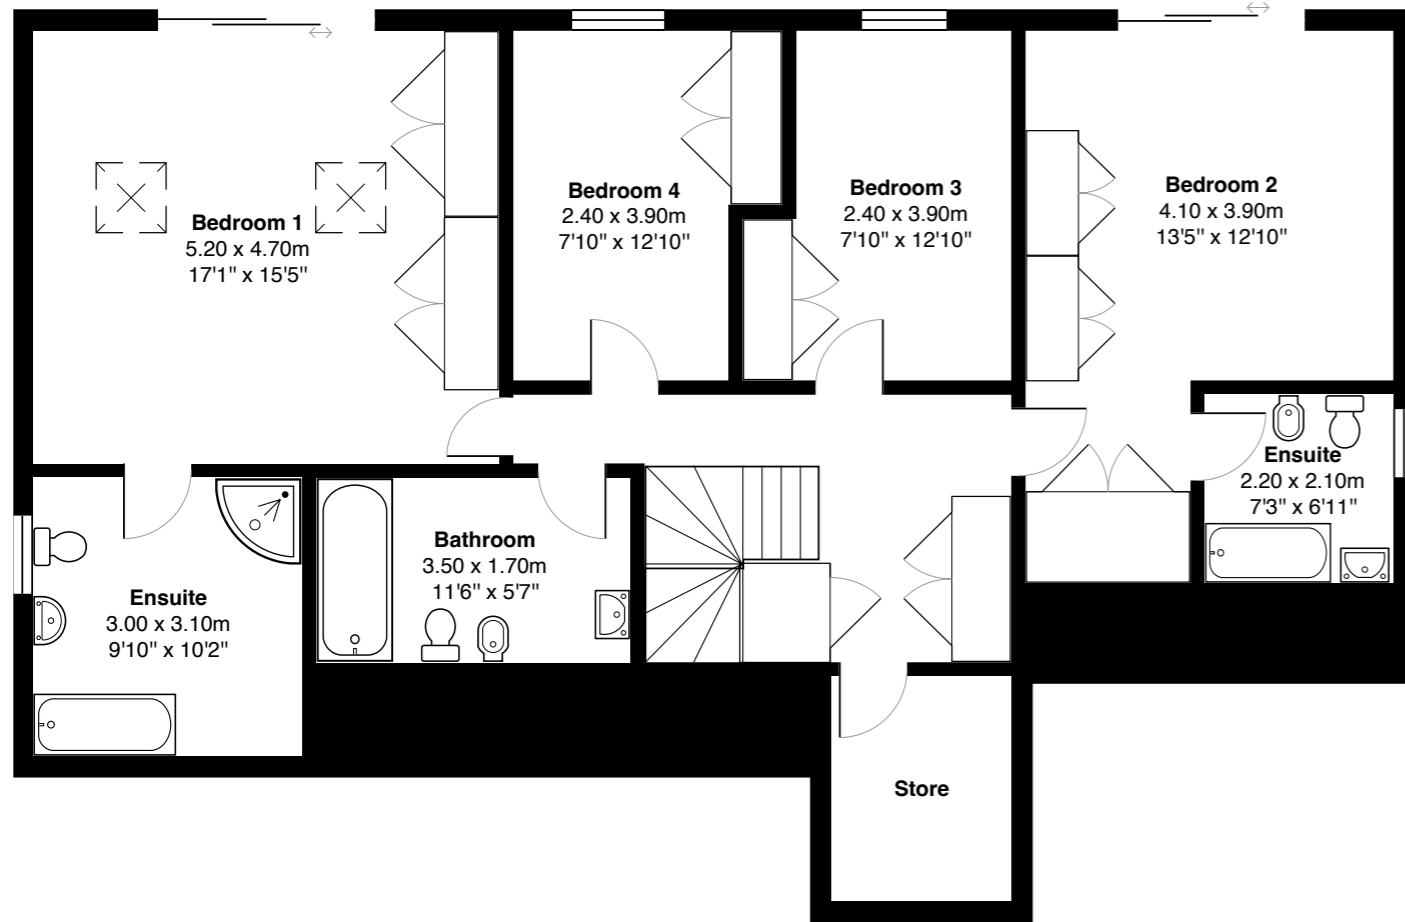 Bedroom 1
5.20 x 4.70m
17'1" x 15'5"
Bedroom 4
2.40 x 3.90m
7'10" x 12'10"
Bedroom 3
2.40 x 3.90m
7'10" x 12'10"
Bedroom 2
4.10 x 3.90m
13'5" x 12'10"
Ensuite
3.00 x 3.10m
9'10" x 10'2"
Bathroom
3.50 x 1.70m
11'6" x 5'7"
Ensuite
2.20 x 2.10m
7'3" x 6'11"
Store